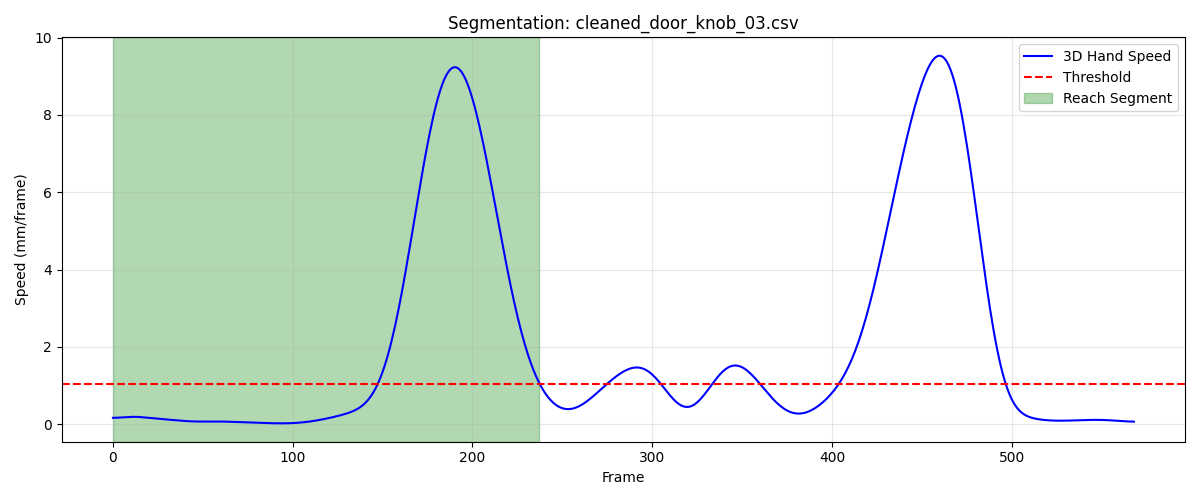 Segmentation: cleaned_door_knob_03.csv
10
8
6
4
2
0
Speed (mm/frame)
3D Hand Speed
Threshold
Reach Segment
0 100 200 300 400 500
Frame